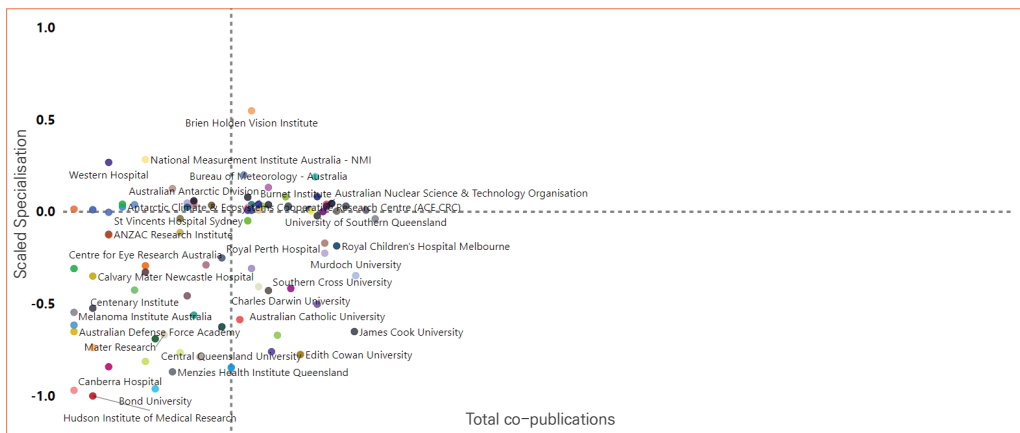 1.0
0.5
Brien Holden Vision Institute
National Measurement Institute Australia - NMI
Western Hospital
Bureau of Meteorology - Australia
Australian Antarctic Division
Burnet Institute
Australian Nuclear Science & Technology Organisation
Scaled Specialisation
Antarctic Climate & Ecosystems Cooperative Research Centre (ACE CRC)
0.0
St Vincents Hospital Sydney
University of Southern Queensland
ANZAC Research Institute
Royal Perth Hospital
Royal Children's Hospital Melbourne
Centre for Eye Research Australia
Murdoch University
Calvary Mater Newcastle Hospital
Southern Cross University
Centenary Institute
Charles Darwin University
-0.5
Melanoma Institute Australia
Australian Catholic University
Australian Defense Force Academy
James Cook University
Mater Research
Central Queensland University
Edith Cowan University
Menzies Health Institute Queensland
Canberra Hospital
-1.0
Bond University
Hudson Institute of Medical Research
Total co-publications